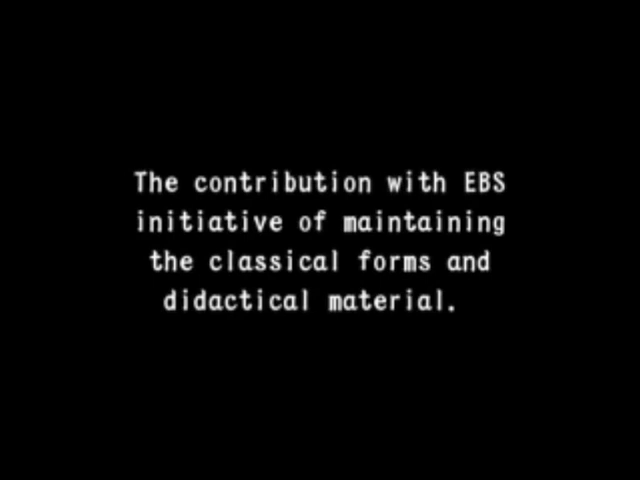 The contribution with EBS
initiative of maintaining
the classical forms and
didactical material.